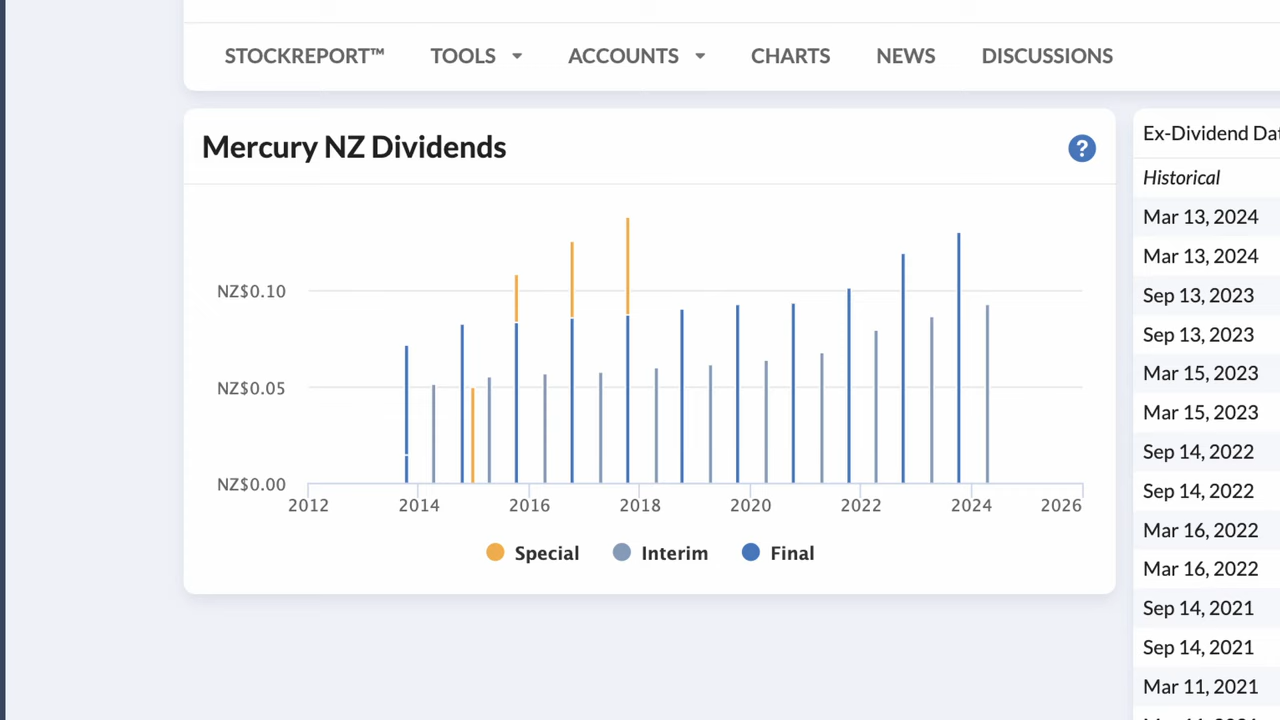 STOCKREPORT™ TOOLS ACCOUNTS CHARTS NEWS DISCUSSIONS
Mercury NZ Dividends
?
NZ$0.10
NZ$0.05
NZ$0.00
2012 2014 2016 2018 2020 2022 2024 2026
Special Interim Final
Ex-Dividend Dat
Historical
Mar 13, 2024
Mar 13, 2024
Sep 13, 2023
Sep 13, 2023
Mar 15, 2023
Mar 15, 2023
Sep 14, 2022
Sep 14, 2022
Mar 16, 2022
Mar 16, 2022
Sep 14, 2021
Sep 14, 2021
Mar 11, 2021